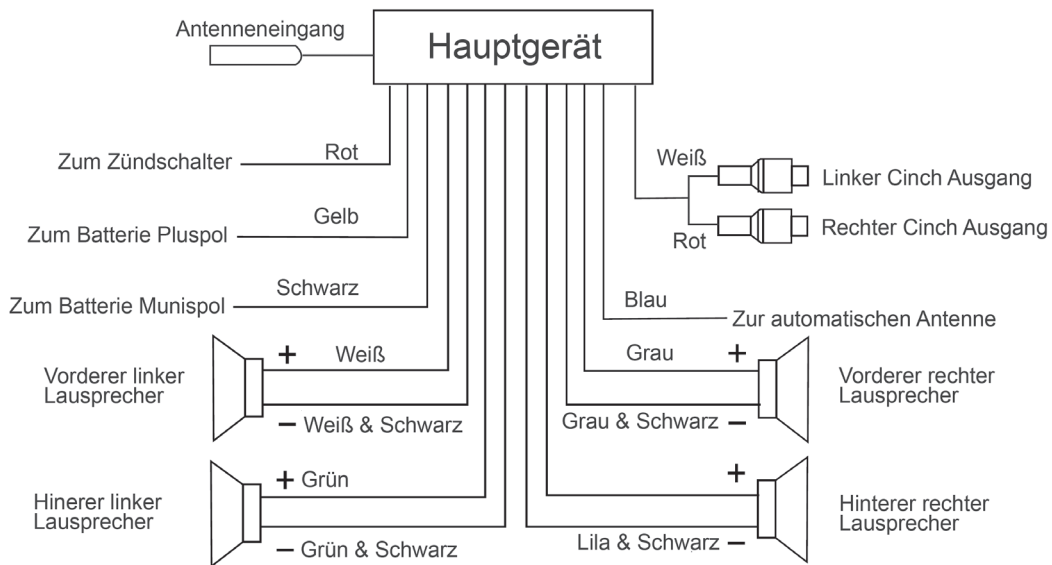 Antenneneingang
Hauptgerät
Zum Zündschalter
Rot
Weiß
Linker Cinch Ausgang
Gelb
Zum Batterie Pluspol
Rot
Rechter Cinch Ausgang
Schwarz
Zum Batterie Munispol
Blau
Zur automatischen Antenne
+ Weiß
Grau +
Vorderer linker
Lausprecher
Vorderer rechter
Lausprecher
− Weiß & Schwarz
Grau & Schwarz −
+ Grün
+
Hinerer linker
Lausprecher
Hinterer rechter
Lausprecher
− Grün & Schwarz
Lila & Schwarz −